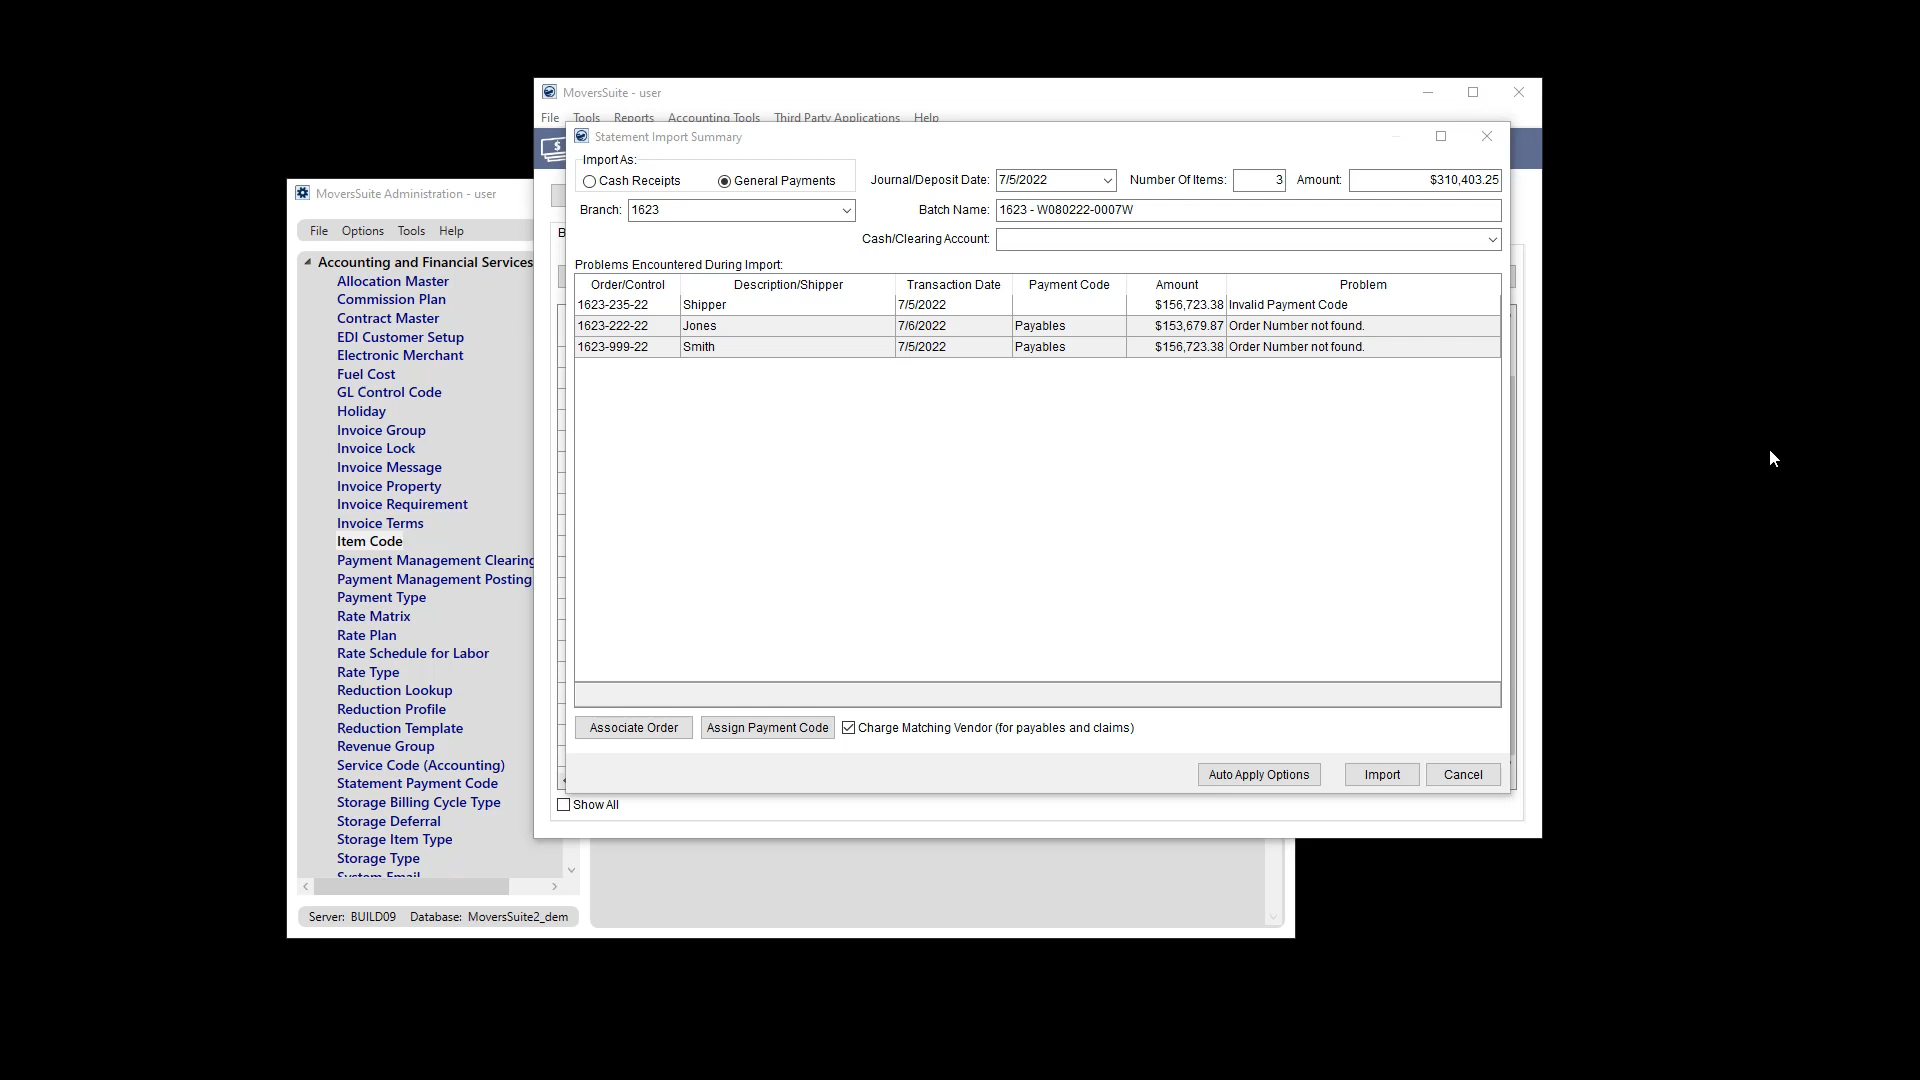 MoversSuite - user
File Tools Reports Accounting Tools Third Party Applications Help
Statement Import Summary
Import As:
Cash Receipts General Payments Journal/Deposit Date: 7/5/2022 Number Of Items: 3 Amount: $310,403.25
Branch: 1623 Batch Name: 1623 - W080222-0007W
Cash/Clearing Account:
Problems Encountered During Import:
Order/Control Description/Shipper Transaction Date Payment Code Amount Problem
1623-235-22 Shipper 7/5/2022 $156,723.38 Invalid Payment Code
1623-222-22 Jones 7/6/2022 Payables $153,679.87 Order Number not found.
1623-999-22 Smith 7/5/2022 Payables $156,723.38 Order Number not found.
Associate Order Assign Payment Code Charge Matching Vendor (for payables and claims)
Auto Apply Options Import Cancel
Show All
MoversSuite Administration - user
File Options Tools Help
Accounting and Financial Services
Allocation Master
Commission Plan
Contract Master
EDI Customer Setup
Electronic Merchant
Fuel Cost
GL Control Code
Holiday
Invoice Group
Invoice Lock
Invoice Message
Invoice Property
Invoice Requirement
Invoice Terms
Item Code
Payment Management Clearing
Payment Management Posting
Payment Type
Rate Matrix
Rate Plan
Rate Schedule for Labor
Rate Type
Reduction Lookup
Reduction Profile
Reduction Template
Revenue Group
Service Code (Accounting)
Statement Payment Code
Storage Billing Cycle Type
Storage Deferral
Storage Item Type
Storage Type
System Email
Server: BUILD09 Database: MoversSuite2_dem